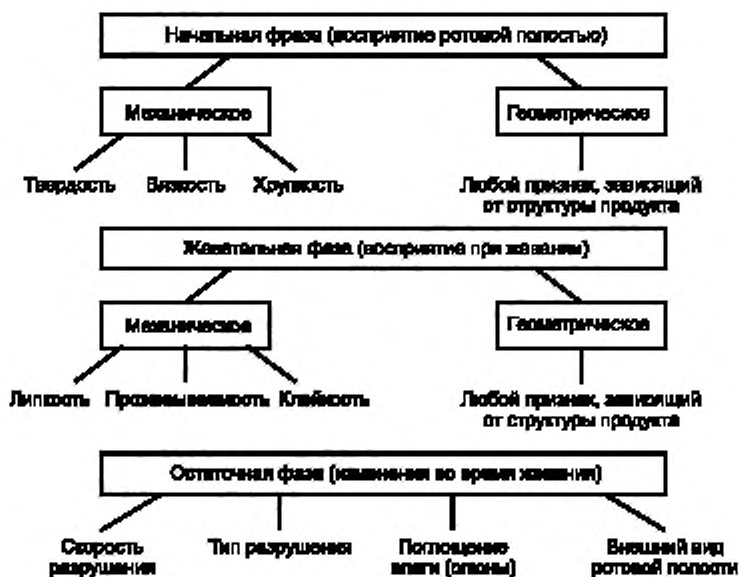 Начальная фраза (восприятие ротовой полостью)
Механическое Геометрическое
Твердость Вязкость Хрупкость Любой признак, зависящий
от структуры продукта
Жевательная фаза (восприятие при жевании)
Механическое Геометрическое
Липкость Прожевываемость Клейкость Любой признак, зависящий
от структуры продукта
Остаточная фаза (изменения во время жевания)
Скорость Тип разрушения Поглощение Внешний вид
разрушения влаги (слюны) ротовой полости